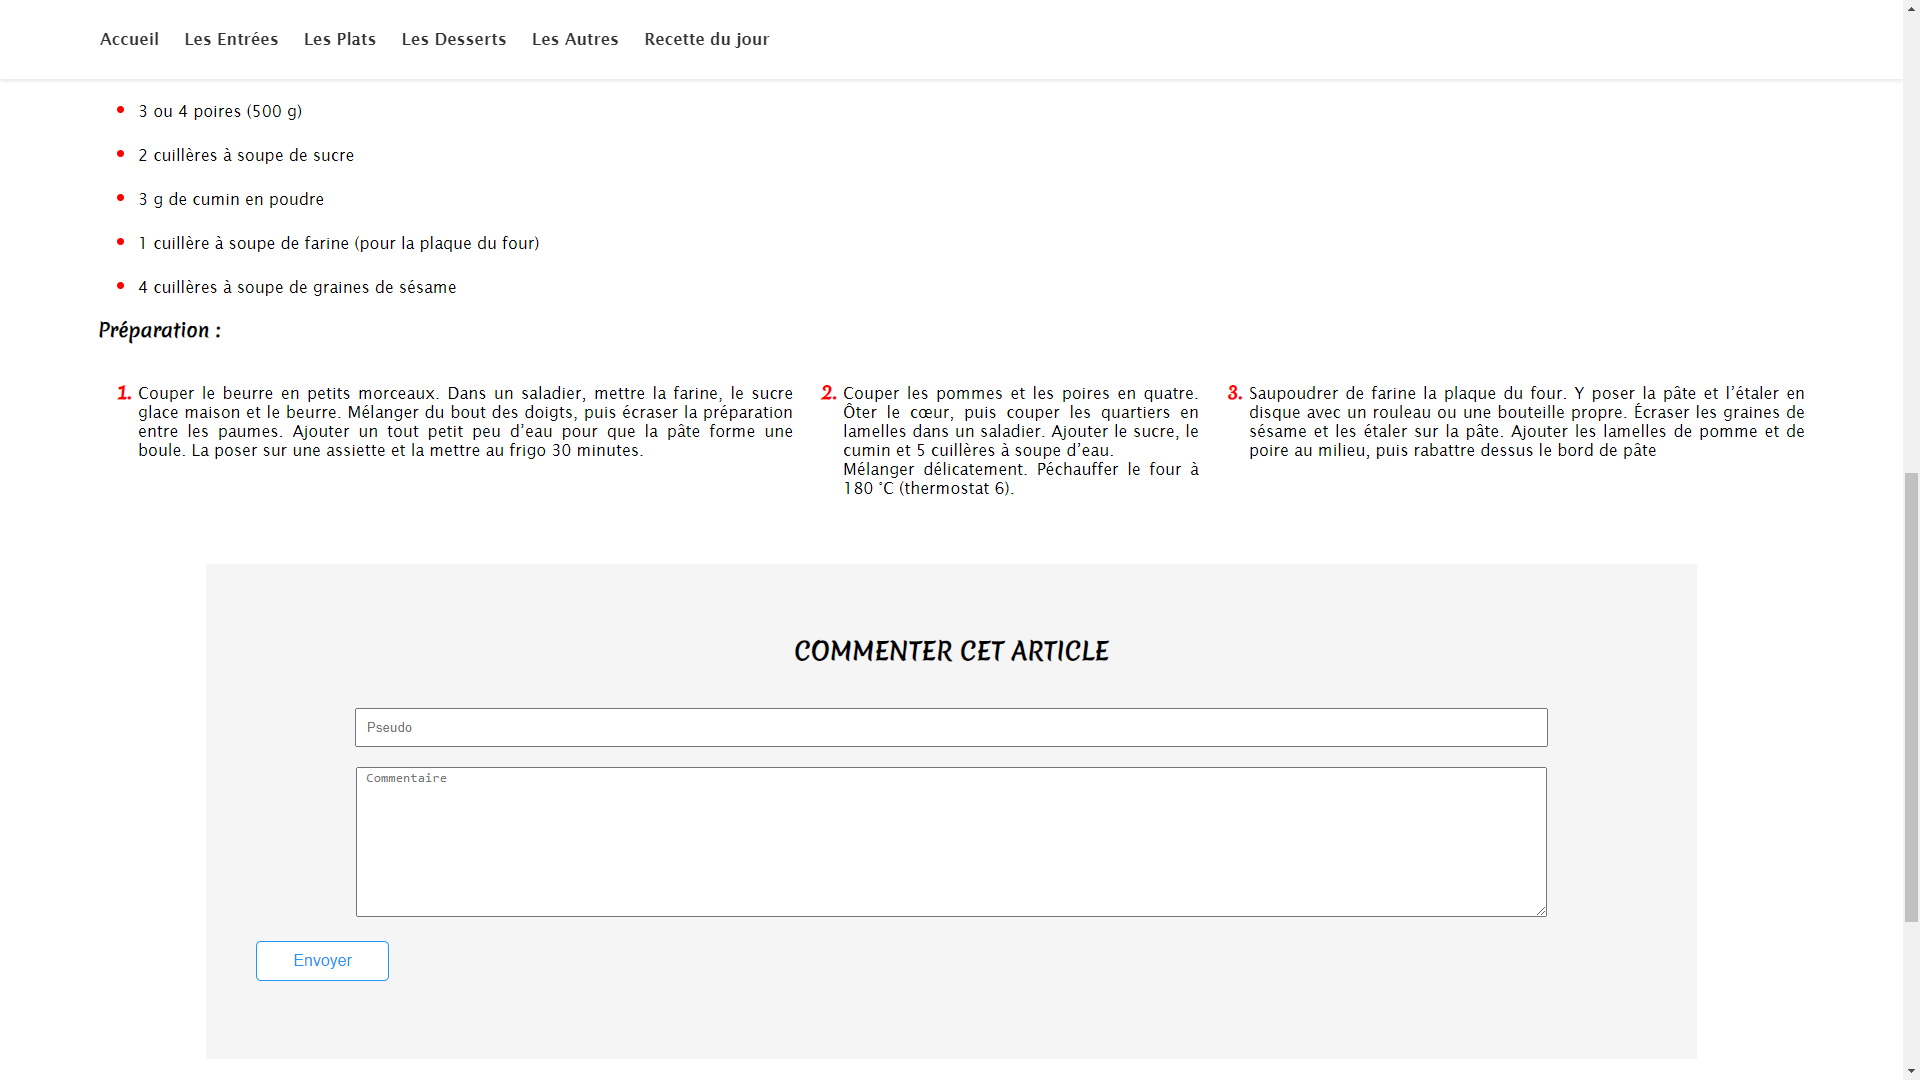 Accueil Les Entrées Les Plats Les Desserts Les Autres Recette du jour
3 ou 4 poires (500 g)
2 cuillères à soupe de sucre
3 g de cumin en poudre
1 cuillère à soupe de farine (pour la plaque du four)
4 cuillères à soupe de graines de sésame
Préparation :
1. Couper le beurre en petits morceaux. Dans un saladier, mettre la farine, le sucre
glace maison et le beurre. Mélanger du bout des doigts, puis écraser la préparation
entre les paumes. Ajouter un tout petit peu d’eau pour que la pâte forme une
boule. La poser sur une assiette et la mettre au frigo 30 minutes.
2. Couper les pommes et les poires en quatre.
Ôter le cœur, puis couper les quartiers en
lamelles dans un saladier. Ajouter le sucre, le
cumin et 5 cuillères à soupe d’eau.
Mélanger délicatement. Péchauffer le four à
180 °C (thermostat 6).
3. Saupoudrer de farine la plaque du four. Y poser la pâte et l’étaler en
disque avec un rouleau ou une bouteille propre. Écraser les graines de
sésame et les étaler sur la pâte. Ajouter les lamelles de pomme et de
poire au milieu, puis rabattre dessus le bord de pâte
COMMENTER CET ARTICLE
Pseudo
Commentaire
Envoyer